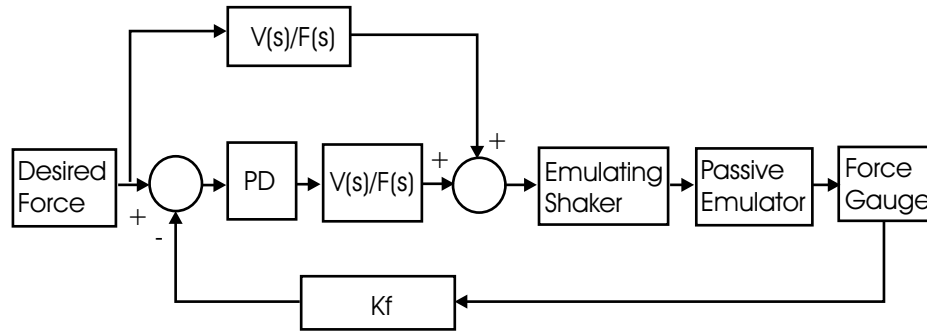 V(s)/F(s)
+
Desired
Force
+
-
PD
V(s)/F(s)
+
Emulating
Shaker
Passive
Emulator
Force
Gauge
Kf